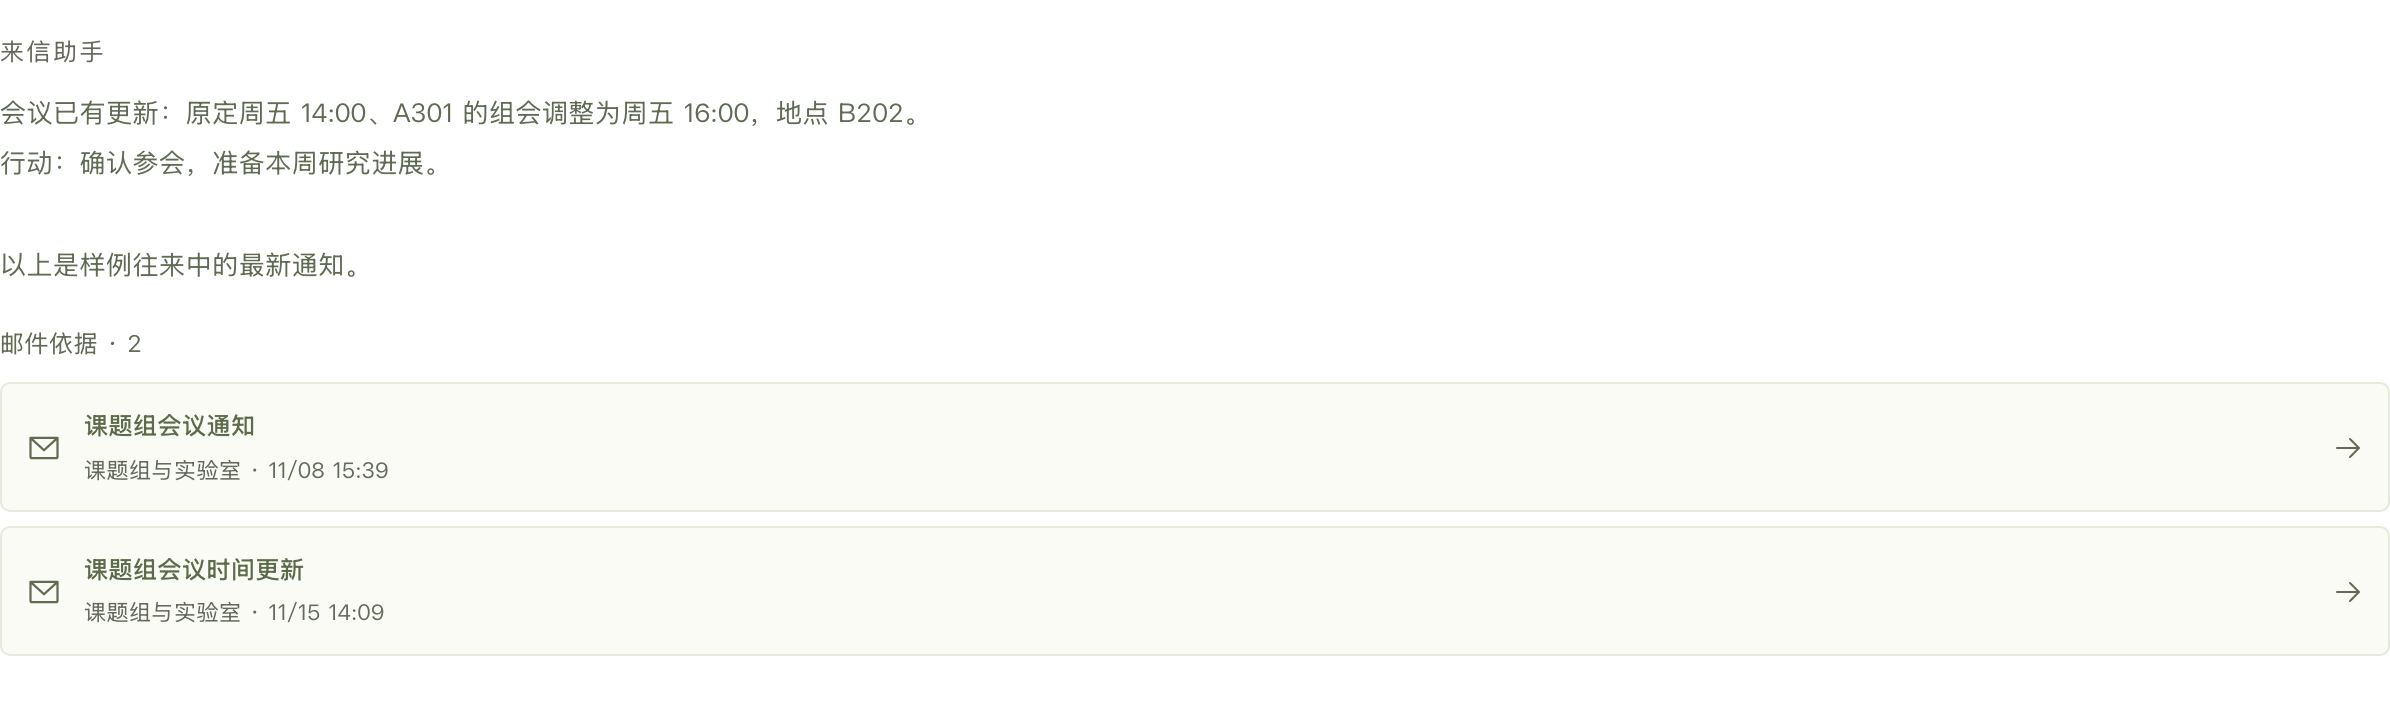 来信助手
会议已有更新：原定周五 14:00、A301 的组会调整为周五 16:00，地点 B202。
行动：确认参会，准备本周研究进展。
以上是样例往来中的最新通知。
邮件依据 · 2
课题组会议通知
课题组与实验室 · 11/08 15:39
课题组会议时间更新
课题组与实验室 · 11/15 14:09